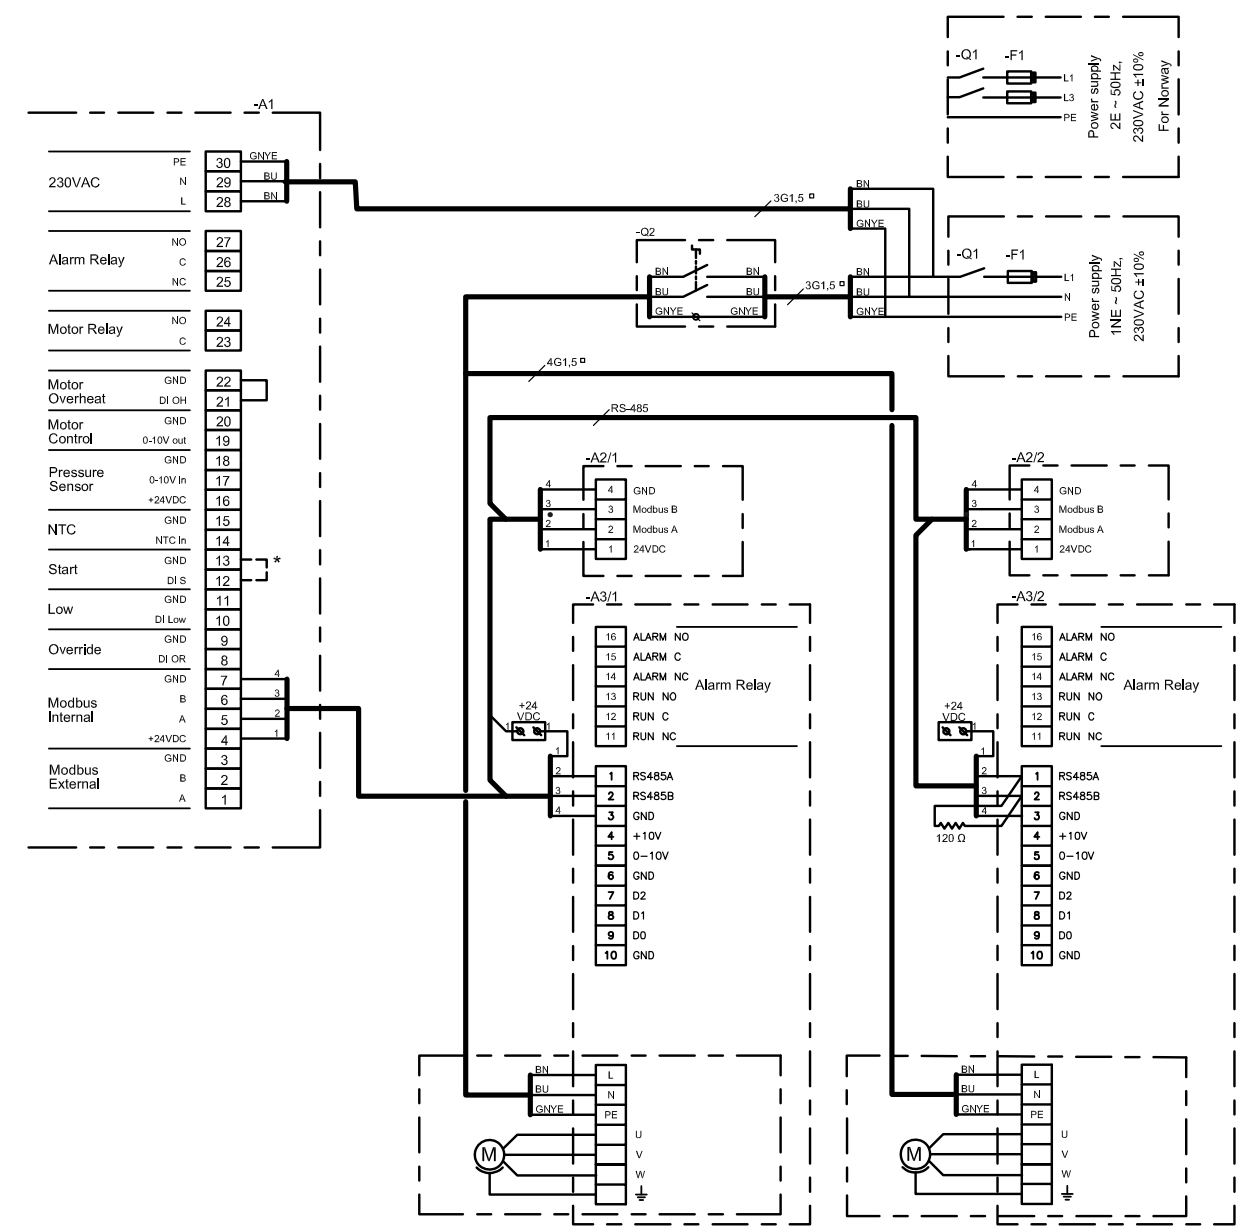 -Q1 -F1
L1
L3
PE
Power supply
2E ~ 50Hz,
230VAC ±10%
For Norway
-A1
230VAC
PE 30 GNYE
N 29 BU
L 28 BN
Alarm Relay
NO 27
C 26
NC 25
Motor Relay
NO 24
C 23
Motor
Overheat
GND 22
DI OH 21
Motor
Control
GND 20
0-10V out 19
Pressure
Sensor
GND 18
0-10V In 17
+24VDC 16
NTC
GND 15
NTC In 14
Start
GND 13 *
DI S 12
Low
GND 11
DI Low 10
Override
GND 9
DI OR 8
Modbus
Internal
GND 7 4
B 6 3
A 5 2
+24VDC 4 1
Modbus
External
GND 3
B 2
A 1
3G1,5
BN
BU
GNYE
-Q2
BN BN
BU BU
GNYE GNYE
3G1,5
BN
BU
GNYE
-Q1 -F1
L1
N
PE
Power supply
1NE ~ 50Hz,
230VAC ±10%
4G1,5
RS-485
-A2/1
4 4 GND
3 3 Modbus B
2 2 Modbus A
1 1 24VDC
-A2/2
4 4 GND
3 3 Modbus B
2 2 Modbus A
1 1 24VDC
-A3/1
16 ALARM NO
15 ALARM C
14 ALARM NC
13 RUN NO
12 RUN C
11 RUN NC
Alarm Relay
+24
VDC
1 1
1
2 1 RS485A
3 2 RS485B
4 3 GND
4 +10V
5 0-10V
6 GND
7 D2
8 D1
9 D0
10 GND
-A3/2
16 ALARM NO
15 ALARM C
14 ALARM NC
13 RUN NO
12 RUN C
11 RUN NC
Alarm Relay
+24
VDC
1 1
1
2 1 RS485A
3 2 RS485B
4 3 GND
120 Ω
4 +10V
5 0-10V
6 GND
7 D2
8 D1
9 D0
10 GND
BN L
BU N
GNYE PE
M
U
V
W
BN L
BU N
GNYE PE
M
U
V
W